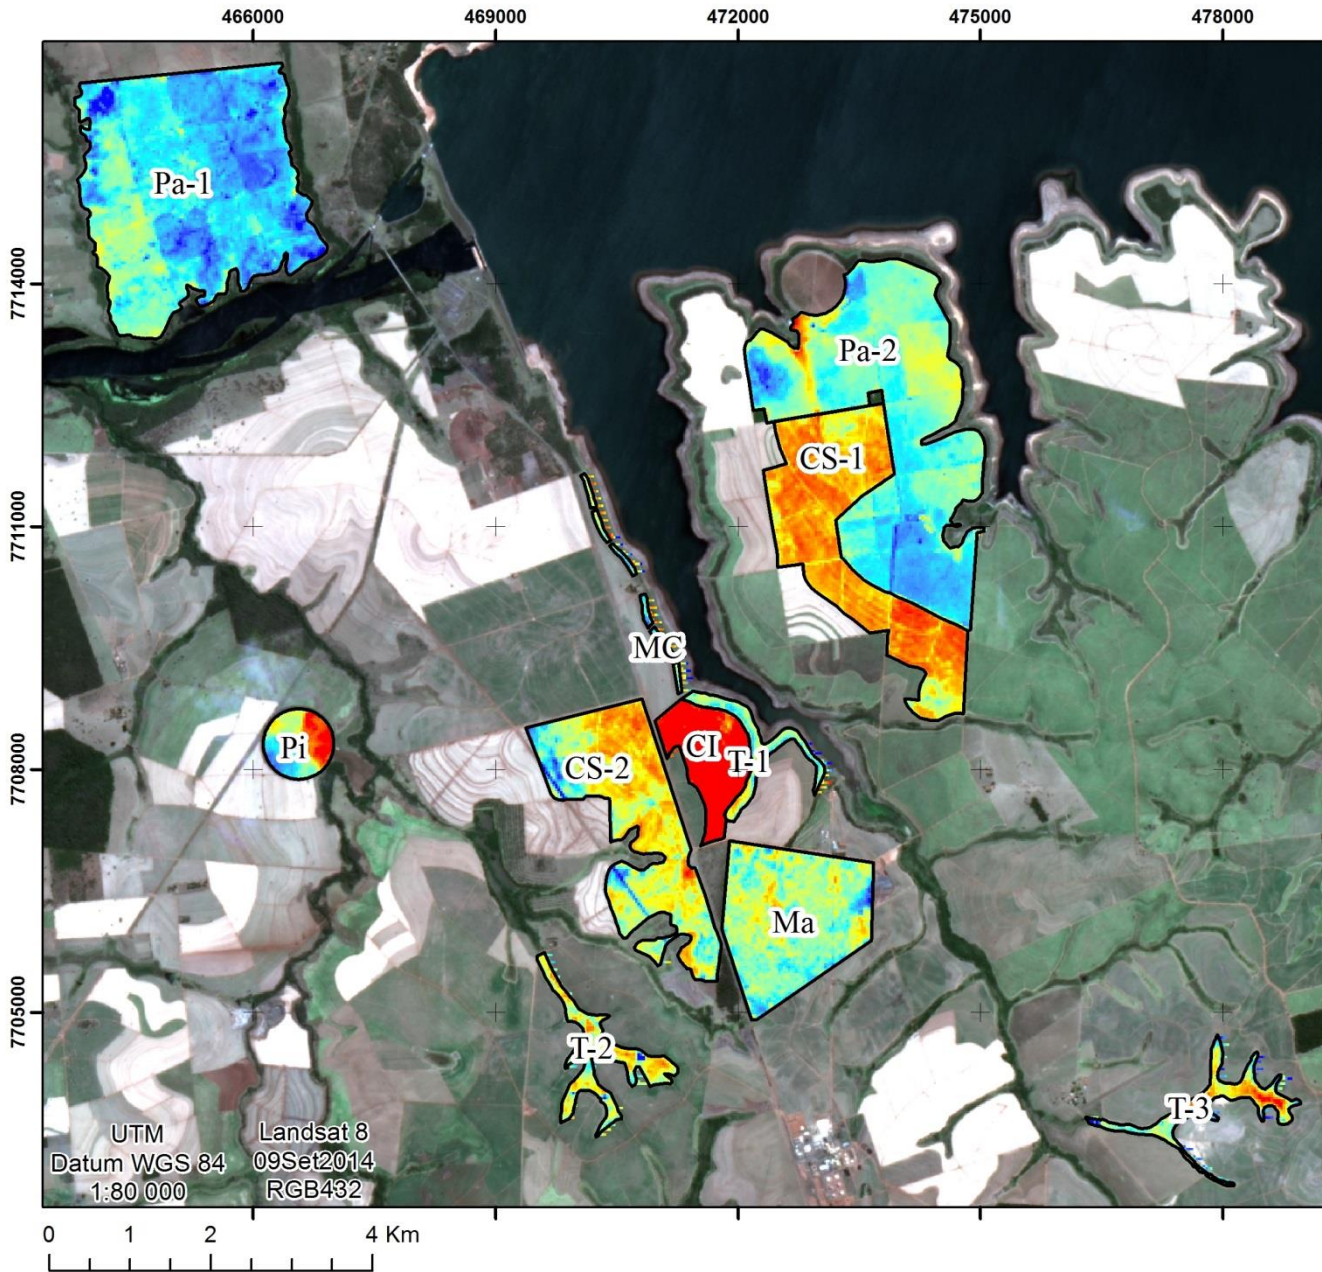 466000 469000 472000 475000 478000
Pa-1
7714000
Pa-2
CS-1
7711000
MC
Pi
CS-2
CI
T-1
7708000
Ma
7705000
T-2
T-3
UTM
Datum WGS 84
1:80 000
Landsat 8
09Set2014
RGB432
0 1 2 4 Km